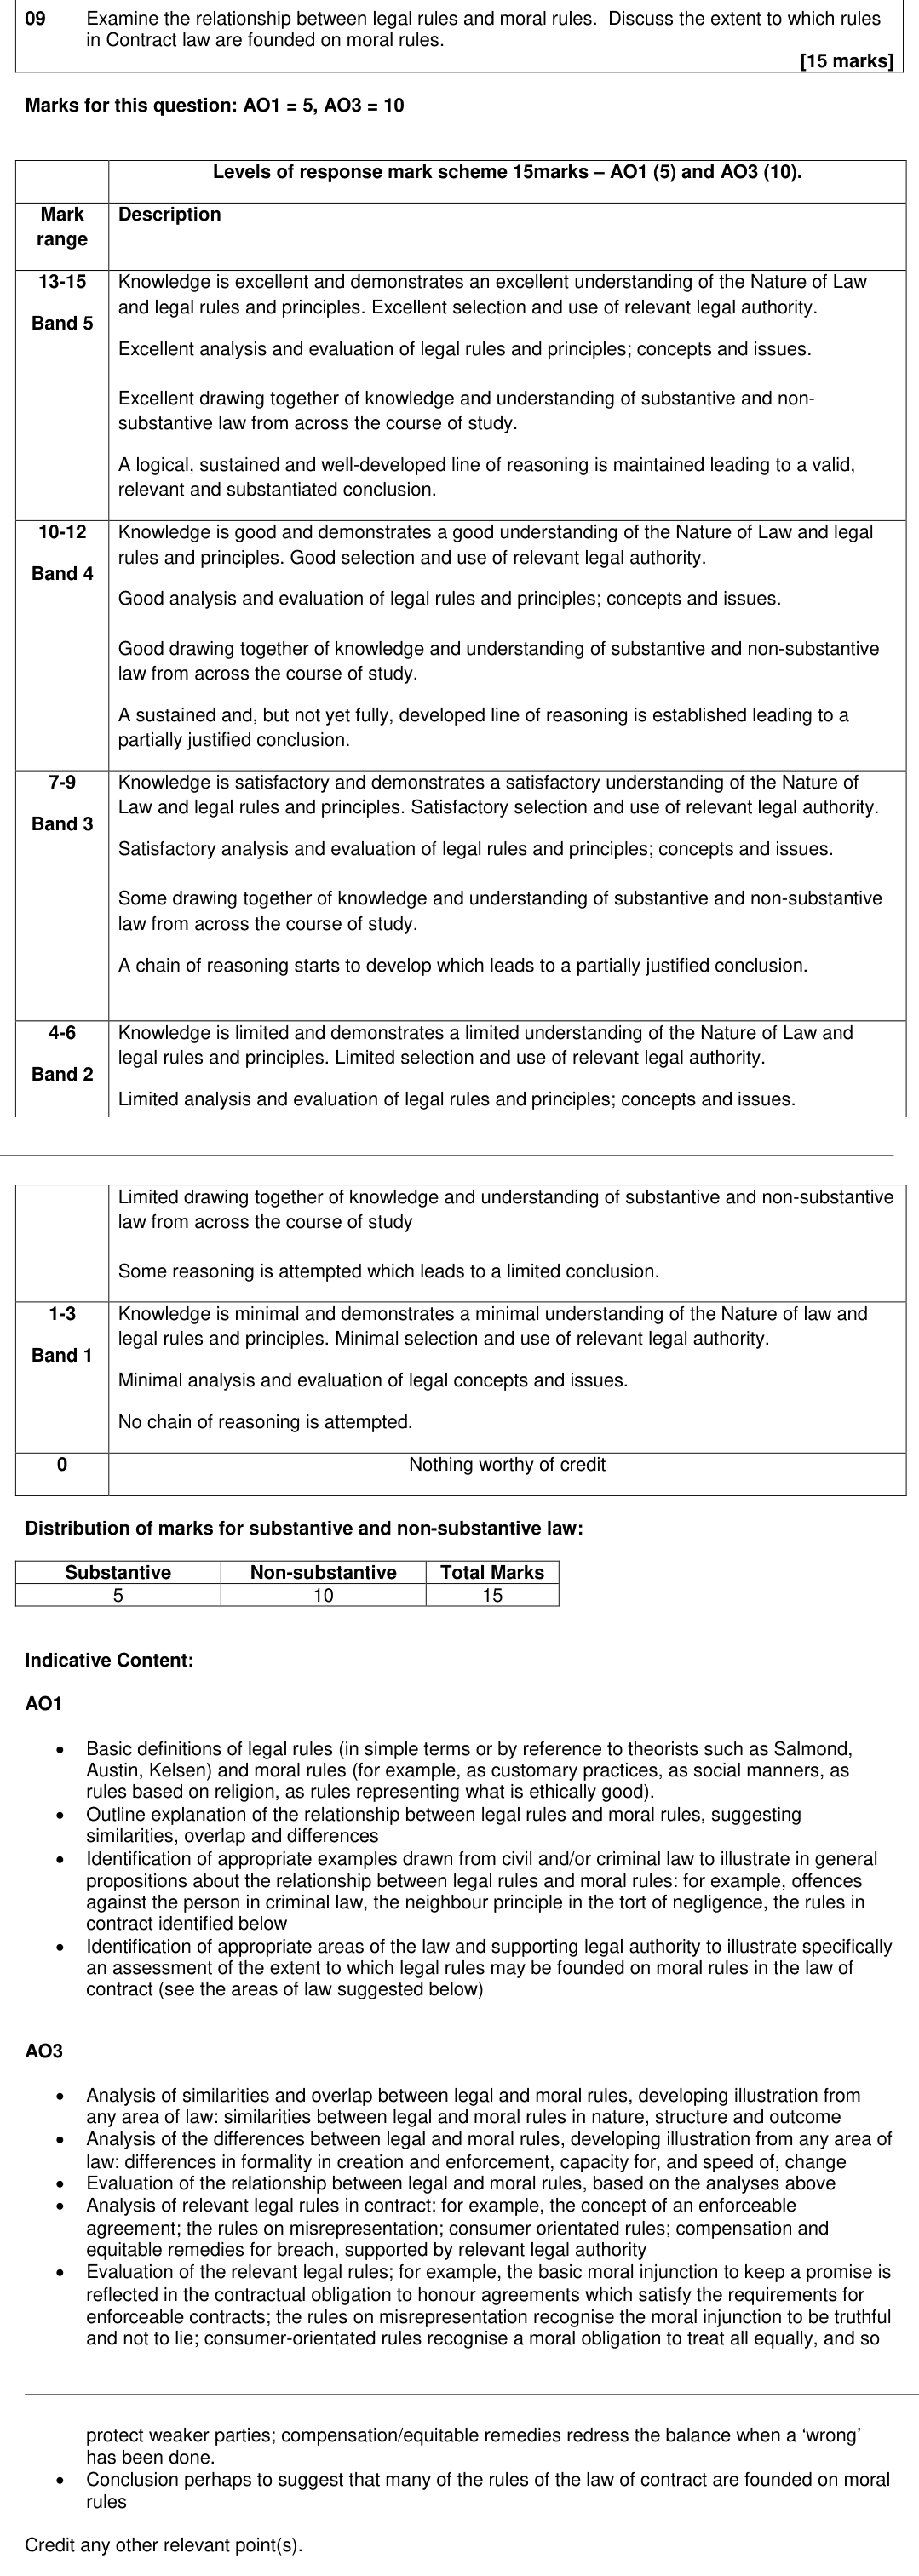 09 Examine the relationship between legal rules and moral rules. Discuss the extent to which rules
in Contract law are founded on moral rules.
[15 marks]
Marks for this question: AO1 = 5, AO3 = 10
Levels of response mark scheme 15marks – AO1 (5) and AO3 (10).
Mark range Description
13-15 Knowledge is excellent and demonstrates an excellent understanding of the Nature of Law
and legal rules and principles. Excellent selection and use of relevant legal authority.
Band 5
Excellent analysis and evaluation of legal rules and principles; concepts and issues.
Excellent drawing together of knowledge and understanding of substantive and non-
substantive law from across the course of study.
A logical, sustained and well-developed line of reasoning is maintained leading to a valid,
relevant and substantiated conclusion.
10-12 Knowledge is good and demonstrates a good understanding of the Nature of Law and legal
rules and principles. Good selection and use of relevant legal authority.
Band 4
Good analysis and evaluation of legal rules and principles; concepts and issues.
Good drawing together of knowledge and understanding of substantive and non-substantive
law from across the course of study.
A sustained and, but not yet fully, developed line of reasoning is established leading to a
partially justified conclusion.
7-9 Knowledge is satisfactory and demonstrates a satisfactory understanding of the Nature of
Law and legal rules and principles. Satisfactory selection and use of relevant legal authority.
Band 3
Satisfactory analysis and evaluation of legal rules and principles; concepts and issues.
Some drawing together of knowledge and understanding of substantive and non-substantive
law from across the course of study.
A chain of reasoning starts to develop which leads to a partially justified conclusion.
4-6 Knowledge is limited and demonstrates a limited understanding of the Nature of Law and
legal rules and principles. Limited selection and use of relevant legal authority.
Band 2
Limited analysis and evaluation of legal rules and principles; concepts and issues.
Limited drawing together of knowledge and understanding of substantive and non-substantive
law from across the course of study
Some reasoning is attempted which leads to a limited conclusion.
1-3 Knowledge is minimal and demonstrates a minimal understanding of the Nature of law and
legal rules and principles. Minimal selection and use of relevant legal authority.
Band 1
Minimal analysis and evaluation of legal concepts and issues.
No chain of reasoning is attempted.
0 Nothing worthy of credit
Distribution of marks for substantive and non-substantive law:
Substantive Non-substantive Total Marks
5 10 15
Indicative Content:
AO1
• Basic definitions of legal rules (in simple terms or by reference to theorists such as Salmond,
Austin, Kelsen) and moral rules (for example, as customary practices, as social manners, as
rules based on religion, as rules representing what is ethically good).
• Outline explanation of the relationship between legal rules and moral rules, suggesting
similarities, overlap and differences
• Identification of appropriate examples drawn from civil and/or criminal law to illustrate in general
propositions about the relationship between legal rules and moral rules: for example, offences
against the person in criminal law, the neighbour principle in the tort of negligence, the rules in
contract identified below
• Identification of appropriate areas of the law and supporting legal authority to illustrate specifically
an assessment of the extent to which legal rules may be founded on moral rules in the law of
contract (see the areas of law suggested below)
AO3
• Analysis of similarities and overlap between legal and moral rules, developing illustration from
any area of law: similarities between legal and moral rules in nature, structure and outcome
• Analysis of the differences between legal and moral rules, developing illustration from any area of
law: differences in formality in creation and enforcement, capacity for, and speed of, change
• Evaluation of the relationship between legal and moral rules, based on the analyses above
• Analysis of relevant legal rules in contract: for example, the concept of an enforceable
agreement; the rules on misrepresentation; consumer orientated rules; compensation and
equitable remedies for breach, supported by relevant legal authority
• Evaluation of the relevant legal rules; for example, the basic moral injunction to keep a promise is
reflected in the contractual obligation to honour agreements which satisfy the requirements for
enforceable contracts; the rules on misrepresentation recognise the moral injunction to be truthful
and not to lie; consumer-orientated rules recognise a moral obligation to treat all equally, and so
protect weaker parties; compensation/equitable remedies redress the balance when a ‘wrong’
has been done.
• Conclusion perhaps to suggest that many of the rules of the law of contract are founded on moral
rules
Credit any other relevant point(s).